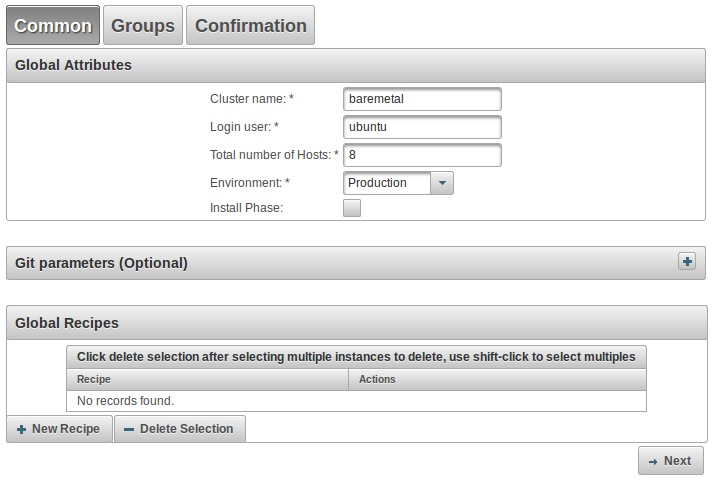 Common Groups Confirmation
Global Attributes
Cluster name: * baremetal
Login user: * ubuntu
Total number of Hosts: * 8
Environment: * Production
Install Phase:
Git parameters (Optional)
Global Recipes
Click delete selection after selecting multiple instances to delete, use shift-click to select multiples
Recipe Actions
No records found.
New Recipe Delete Selection
Next